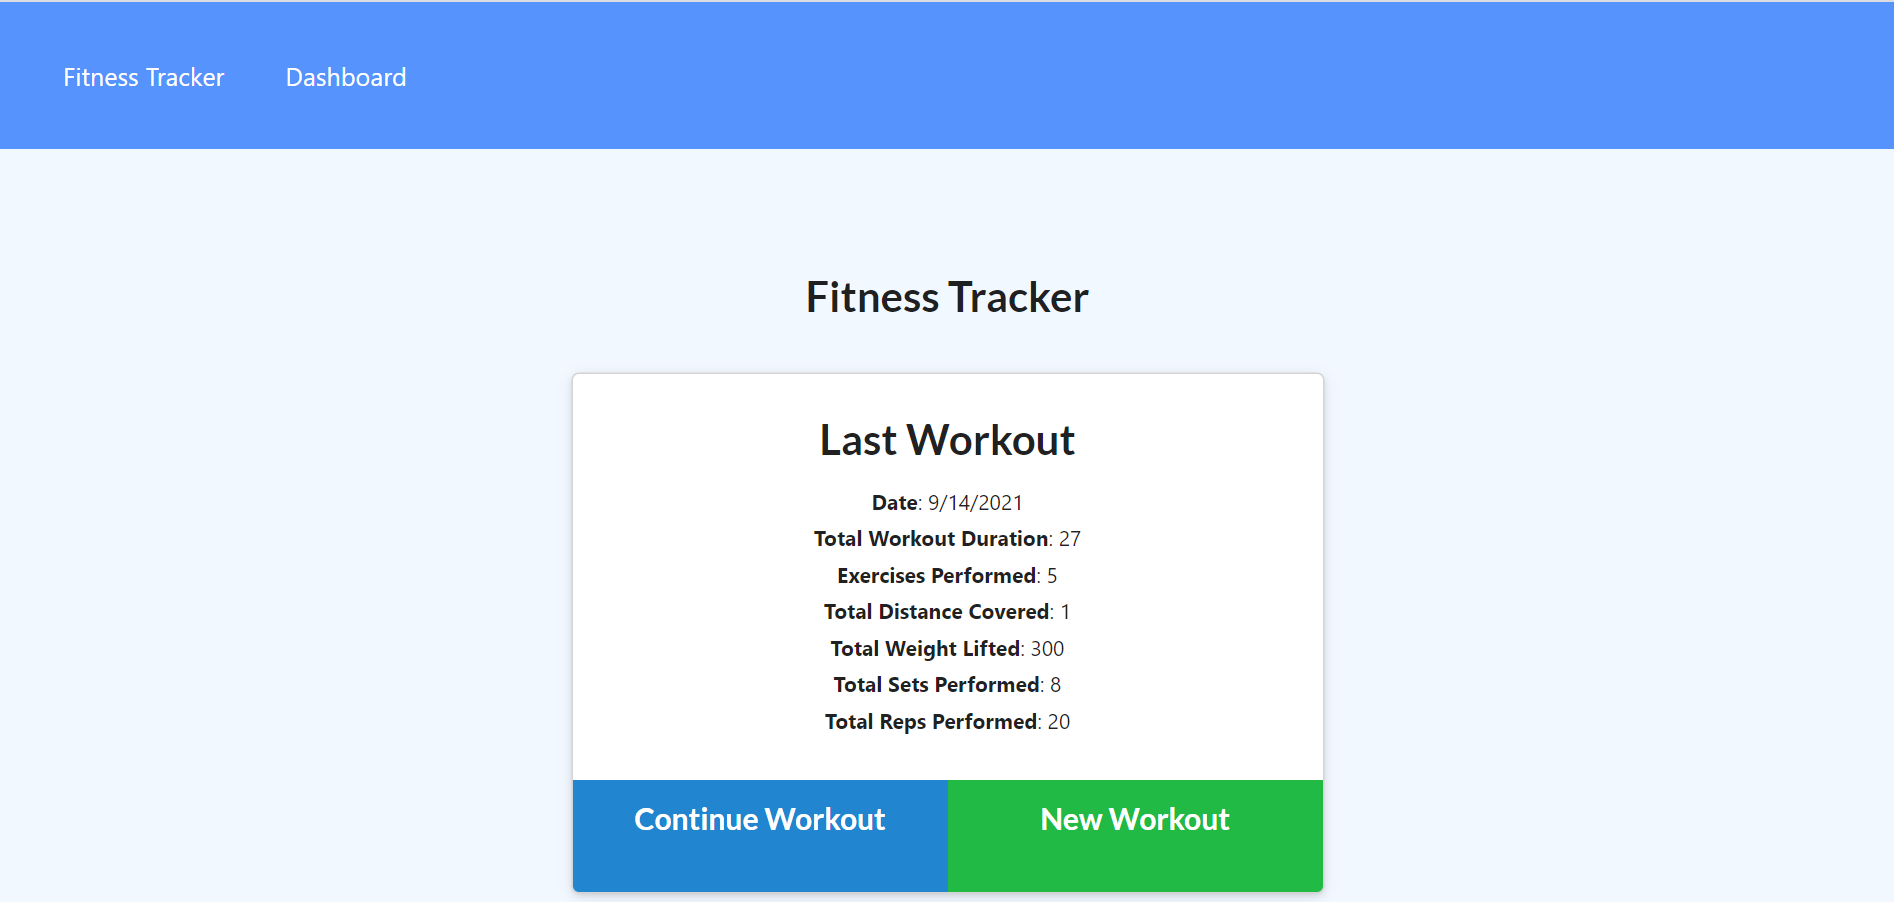 Fitness Tracker Dashboard
Fitness Tracker
Last Workout
Date: 9/14/2021
Total Workout Duration: 27
Exercises Performed: 5
Total Distance Covered: 1
Total Weight Lifted: 300
Total Sets Performed: 8
Total Reps Performed: 20
Continue Workout New Workout